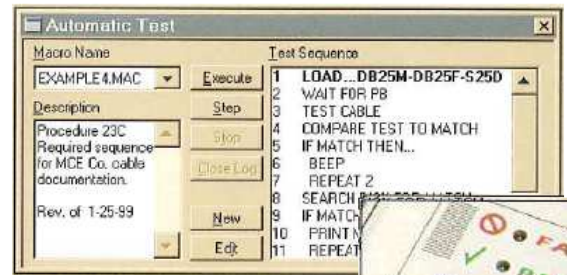 Automatic Test
Macro Name
EXAMPLE4.MAC
Description
Procedure 23C
Required sequence
for MCE Co. cable
documentation.
Rev. of 1-25-99
Execute
Step
Stop
Close Log
New
Edit
Test Sequence
1 LOAD...DB25M-DB25F-S25D
2 WAIT FOR PB
3 TEST CABLE
4 COMPARE TEST TO MATCH
5 IF MATCH THEN...
6 BEEP
7 REPEAT 2
8 SEARCH
9 IF MATCH
10 PRINT
11 REPEAT